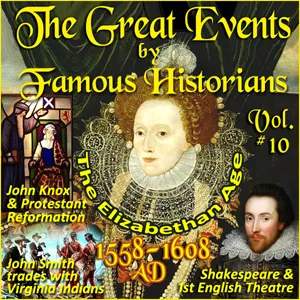 The Great Events
by
Famous Historians
Vol.
#10
The Elizabethan Age
1558-1608
AD
John Knox
& Protestant
Reformation
John Smith
trades with
Virginia Indians
Shakespeare &
1st English Theatre